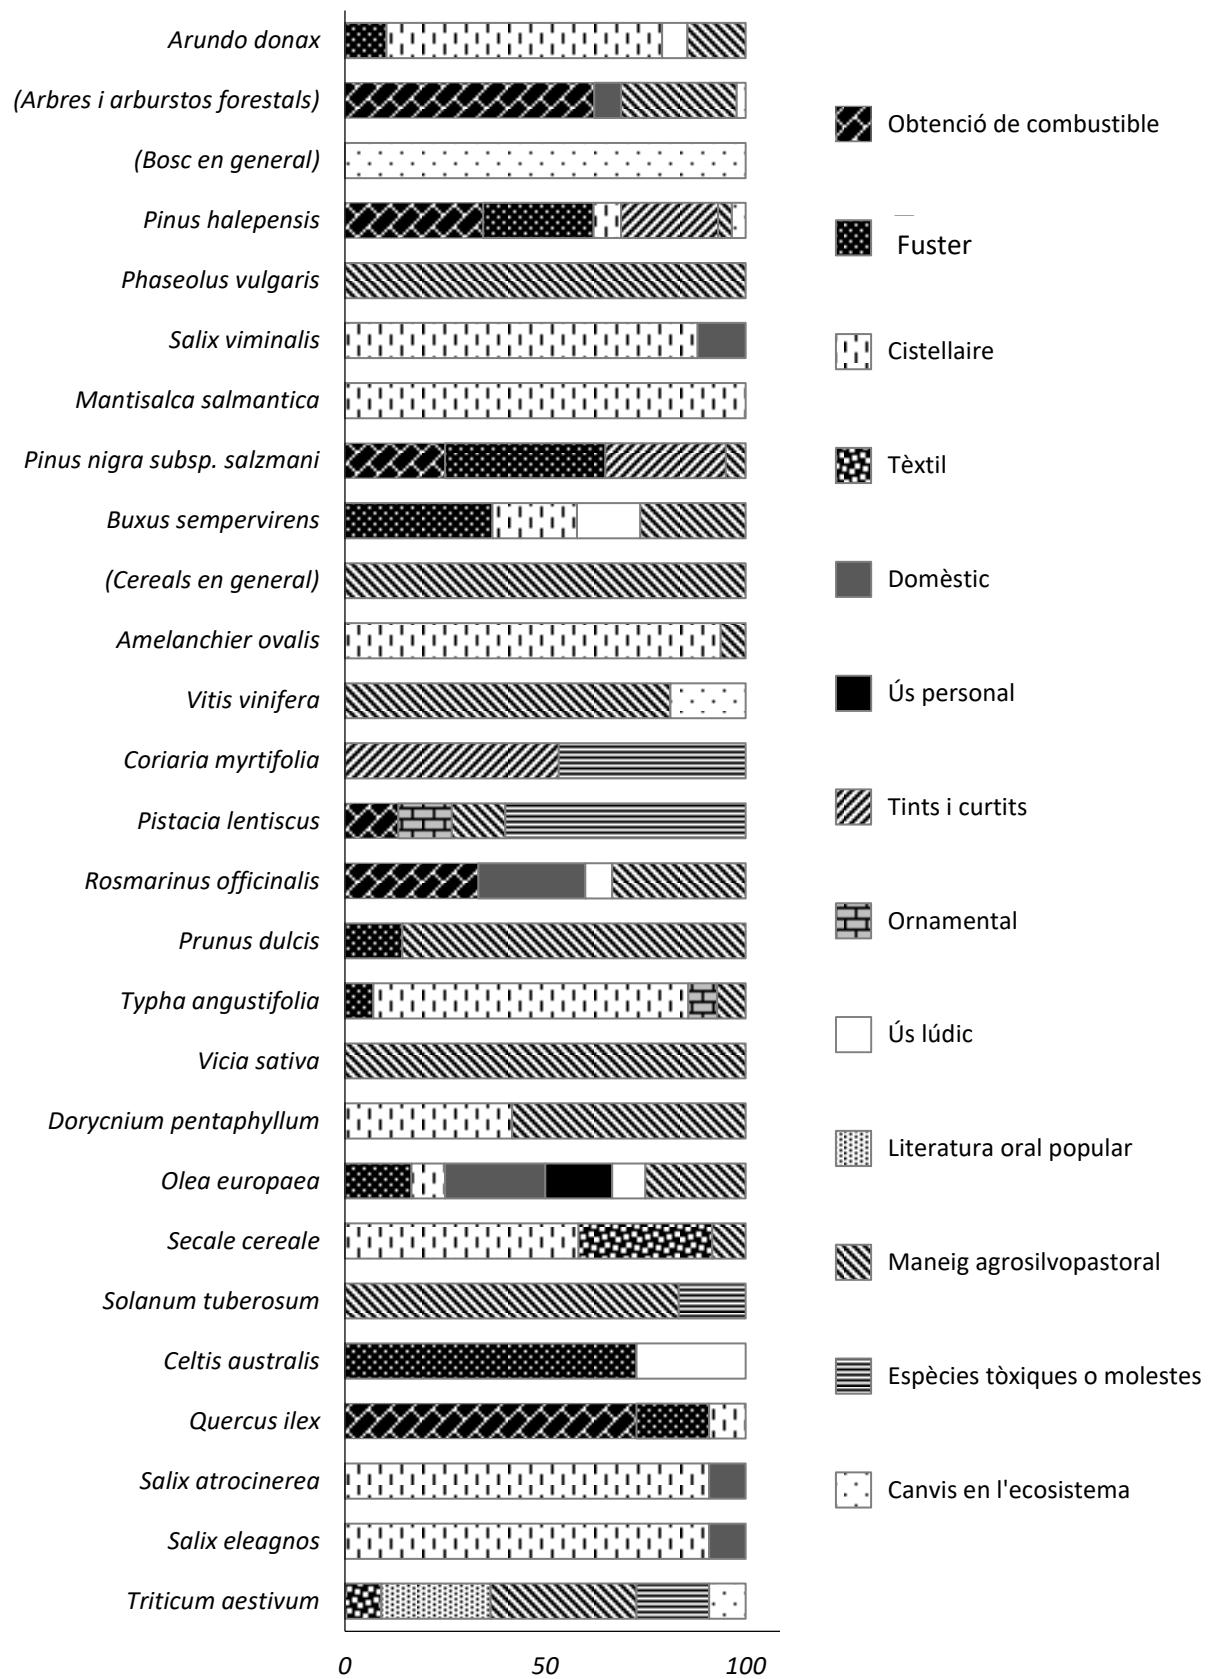 Arundo donax
(Arbres i arburstos forestals)
(Bosc en general)
Pinus halepensis
Phaseolus vulgaris
Salix viminalis
Mantisalca salmantica
Pinus nigra subsp. salzmani
Buxus sempervirens
(Cereals en general)
Amelanchier ovalis
Vitis vinifera
Coriaria myrtifolia
Pistacia lentiscus
Rosmarinus officinalis
Prunus dulcis
Typha angustifolia
Vicia sativa
Dorycnium pentaphyllum
Olea europaea
Secale cereale
Solanum tuberosum
Celtis australis
Quercus ilex
Salix atrocinerea
Salix eleagnos
Triticum aestivum
0 50 100
Obtenció de combustible
Fuster
Cistellaire
Tèxtil
Domèstic
Ús personal
Tints i curtits
Ornamental
Ús lúdic
Literatura oral popular
Maneig agrosilvopastoral
Espècies tòxiques o molestes
Canvis en l'ecosistema